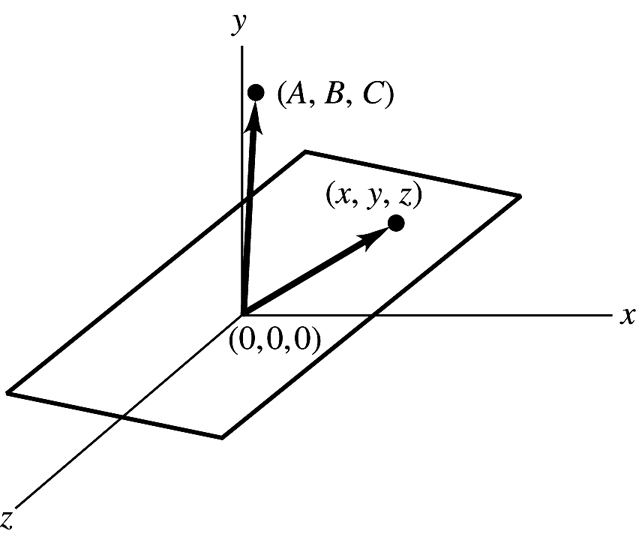 y
(A, B, C)
(x, y, z)
x
(0,0,0)
z